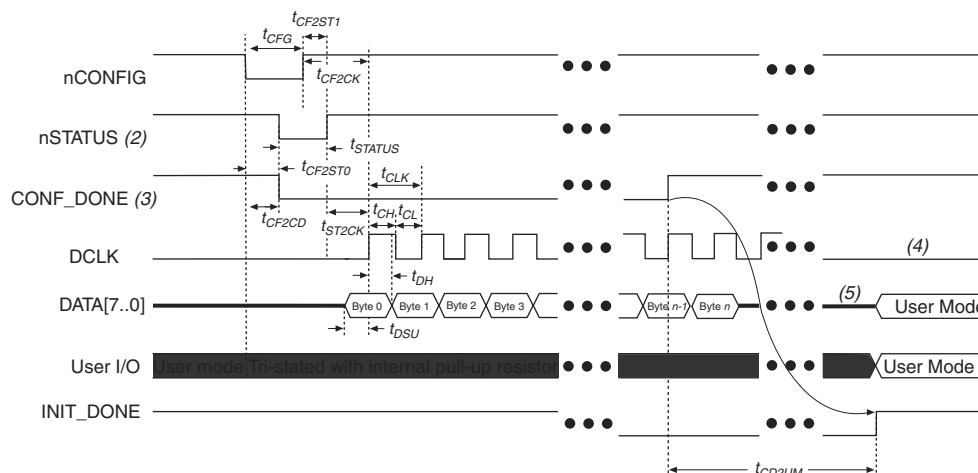 tCF2ST1
tCFG
nCONFIG
tCF2CK
nSTATUS (2)
tSTATUS
tCF2ST0
tCLK
CONF_DONE (3)
tCF2CD
tST2CK
tCH tCL
DCLK
(4)
tDH
DATA[7..0]
Byte 0 Byte 1 Byte 2 Byte 3 Byte n-1 Byte n
(5)
User Mode
tDSU
User I/O
User mode Tri-stated with internal pull-up resistor
User Mode
INIT_DONE
tCD2UM